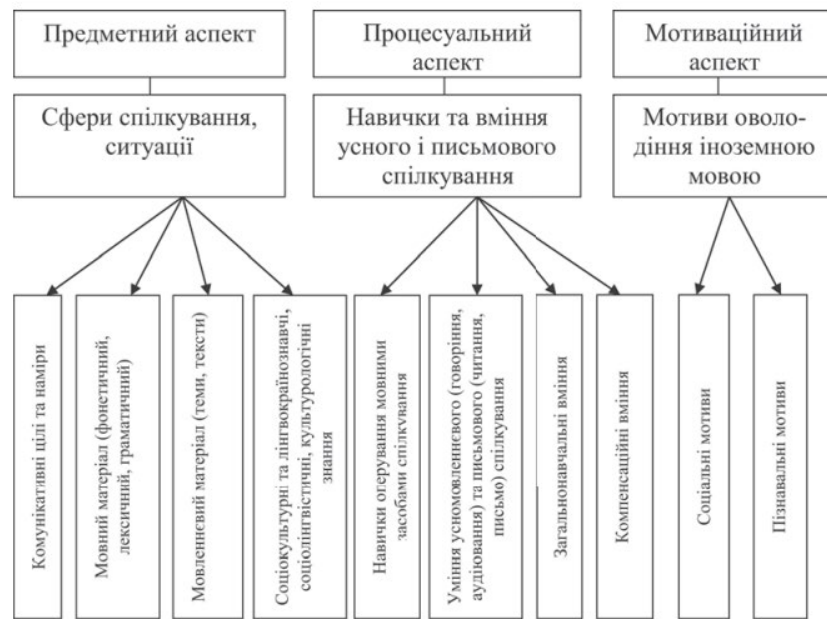 Предметний аспект
Процесуальний
аспект
Мотиваційний
аспект
Сфери спілкування,
ситуації
Навички та вміння
усного і письмового
спілкування
Мотиви оволо-
діння іноземною
мовою
Комунікативні цілі та наміри
Мовний матеріал (фонетичний,
лексичний, граматичний)
Мовленнєвий матеріал (теми, тексти)
Соціокультурні та лінгвокраїнознавчі,
соціолінгвістичні, культурологічні
знання
Навички оперування мовними
засобами спілкування
Уміння усномовленнєвого (говоріння,
аудіювання) та письмового (читання,
письмо) спілкування
Загальнонавчальні вміння
Компенсаційні вміння
Соціальні мотиви
Пізнавальні мотиви